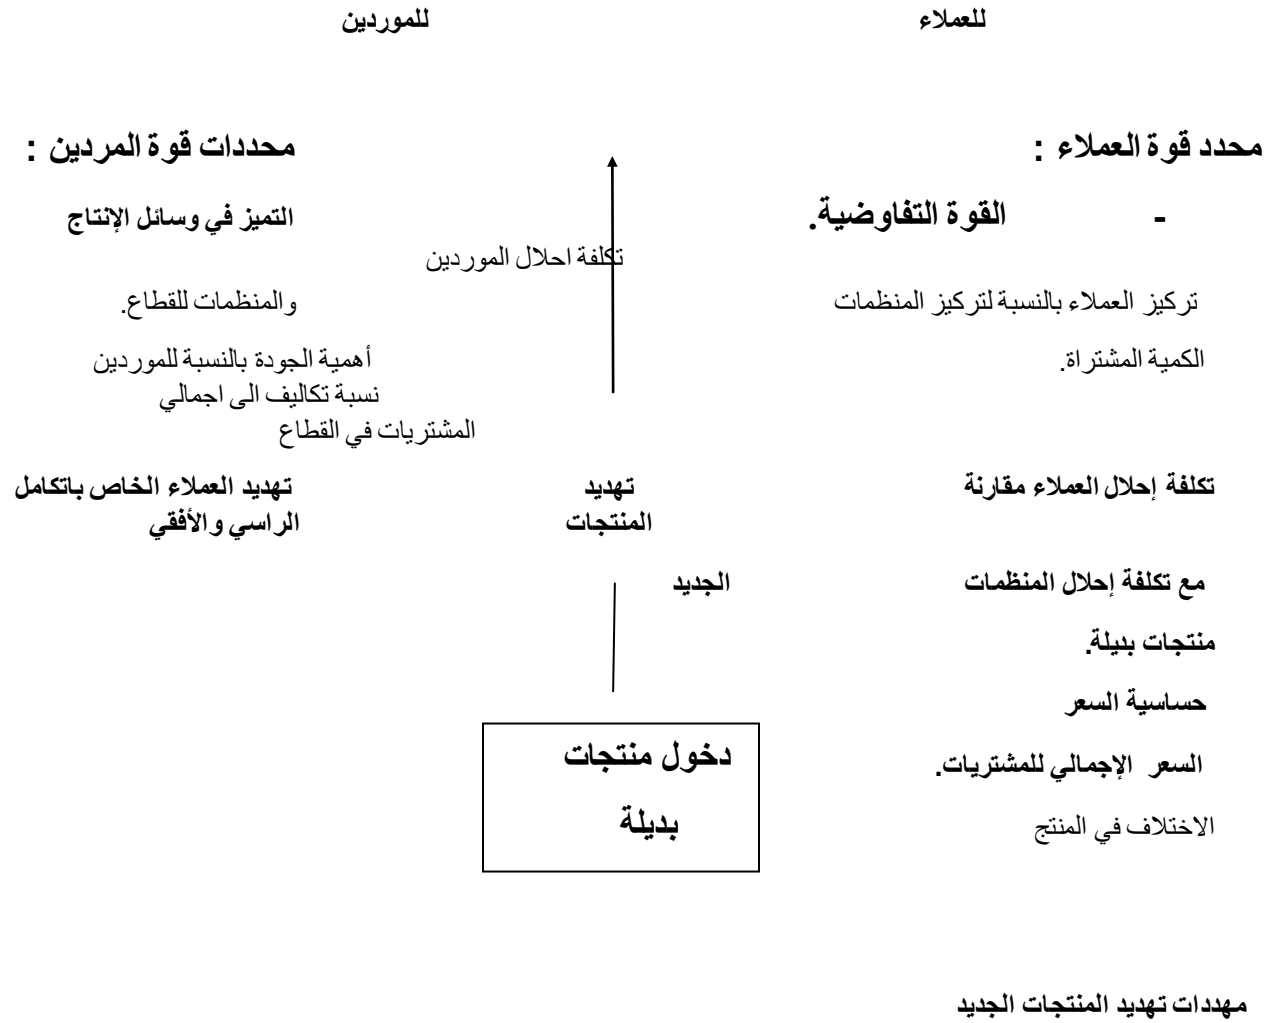 للعملاء
للموردين
محدد قوة العملاء :
محددات قوة المردين :
- القوة التفاوضية.
التميز في وسائل الإنتاج
تكلفة احلال الموردين
تركيز العملاء بالنسبة لتركيز المنظمات
والمنظمات للقطاع.
الكمية المشتراة.
أهمية الجودة بالنسبة للموردين
نسبة تكاليف الى اجمالي
المشتريات في القطاع
تكلفة إحلال العملاء مقارنة
تهديد
المنتجات
تهديد العملاء الخاص باتكامل
الراسي والأفقي
مع تكلفة إحلال المنظمات
الجديد
منتجات بديلة.
حساسية السعر
دخول منتجات
بديلة
السعر الإجمالي للمشتريات.
الاختلاف في المنتج
مهددات تهديد المنتجات الجديد